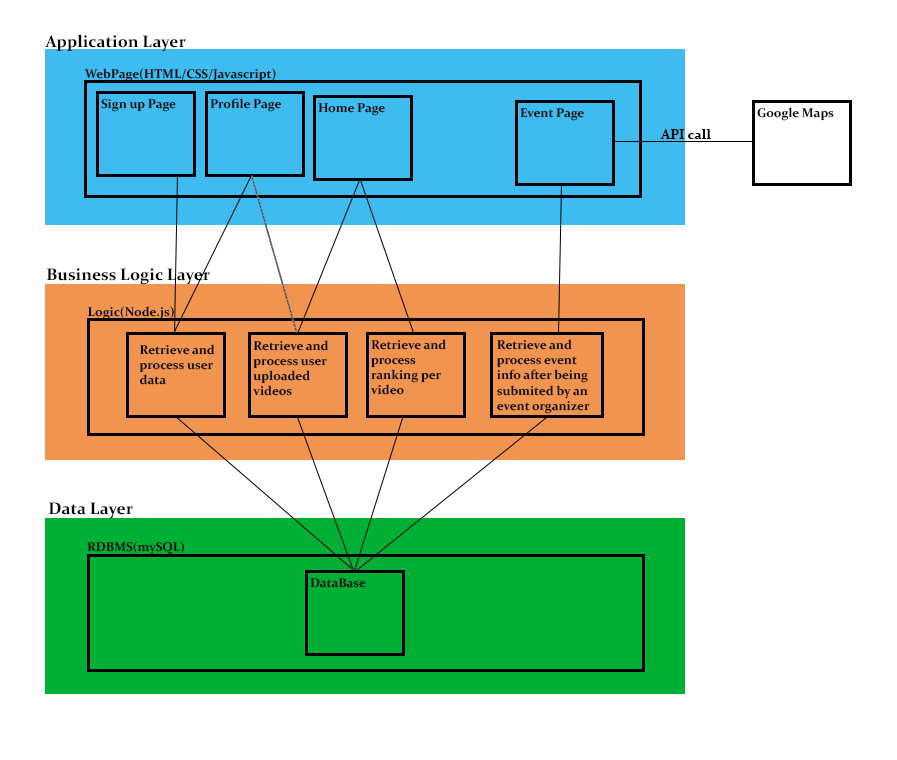 Application Layer
WebPage(HTML/CSS/Javascript)
Sign up Page
Profile Page
Home Page
Event Page
API call
Google Maps
Business Logic Layer
Logic(Node.js)
Retrieve and
process user
data
Retrieve and
process user
uploaded
videos
Retrieve and
process
ranking per
video
Retrieve and
process event
info after being
submited by an
event organizer
Data Layer
RDBMS(mySQL)
DataBase